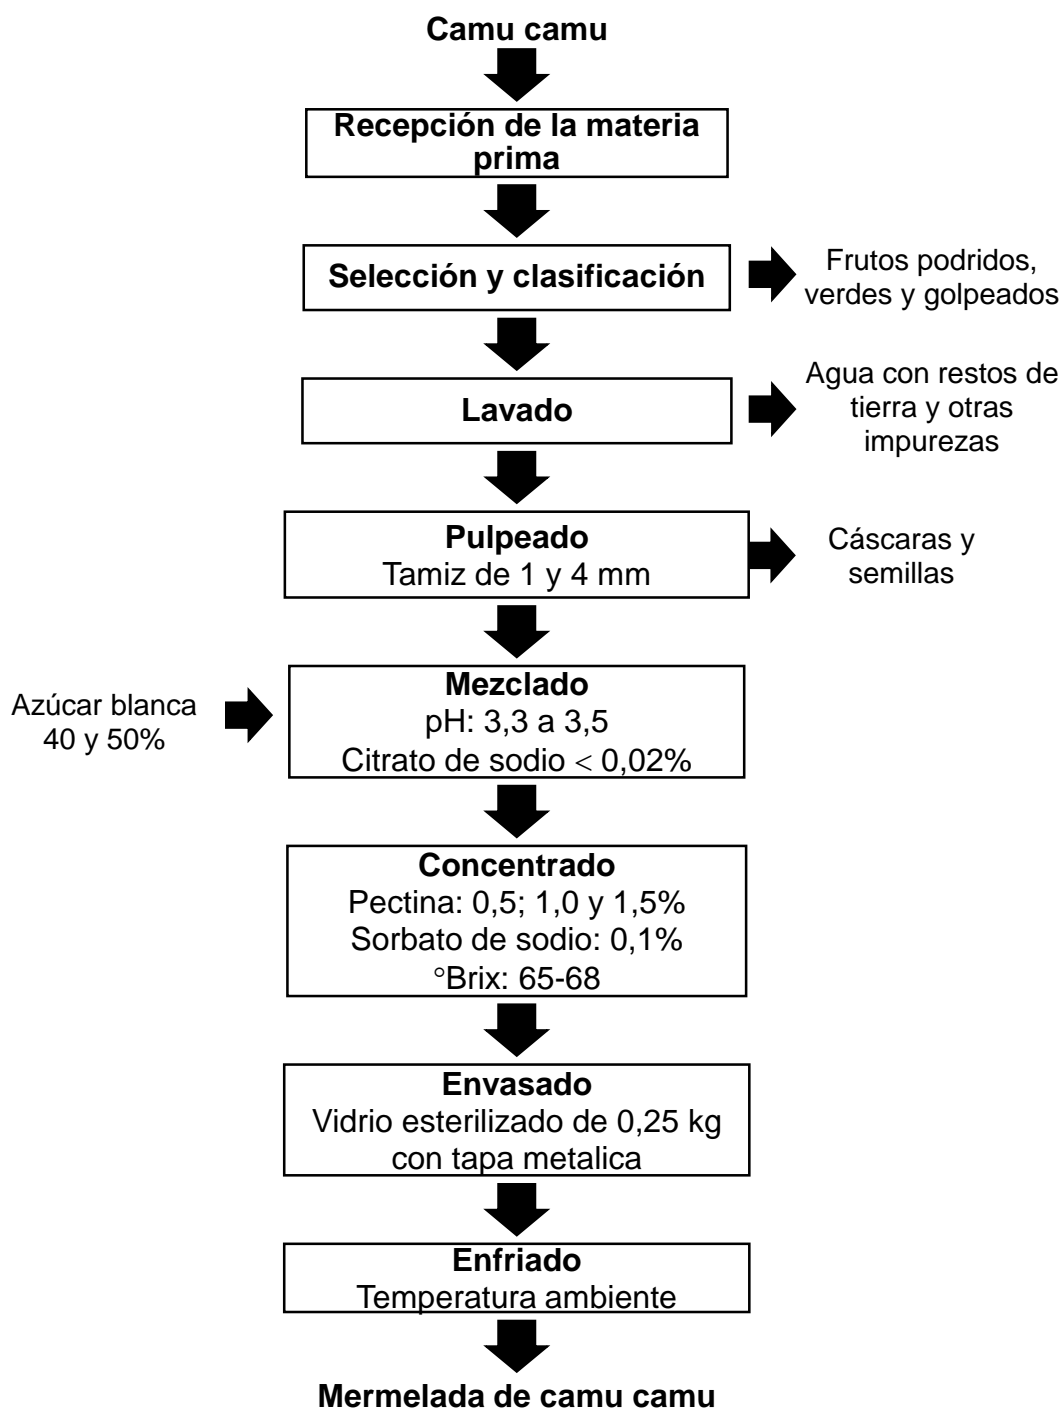 Camu camu
Recepción de la materia
prima
Selección y clasificación
Frutos podridos,
verdes y golpeados
Lavado
Agua con restos de
tierra y otras
impurezas
Pulpeado
Tamiz de 1 y 4 mm
Cáscaras y
semillas
Azúcar blanca
40 y 50%
Mezclado
pH: 3,3 a 3,5
Citrato de sodio < 0,02%
Concentrado
Pectina: 0,5; 1,0 y 1,5%
Sorbato de sodio: 0,1%
°Brix: 65-68
Envasado
Vidrio esterilizado de 0,25 kg
con tapa metalica
Enfriado
Temperatura ambiente
Mermelada de camu camu